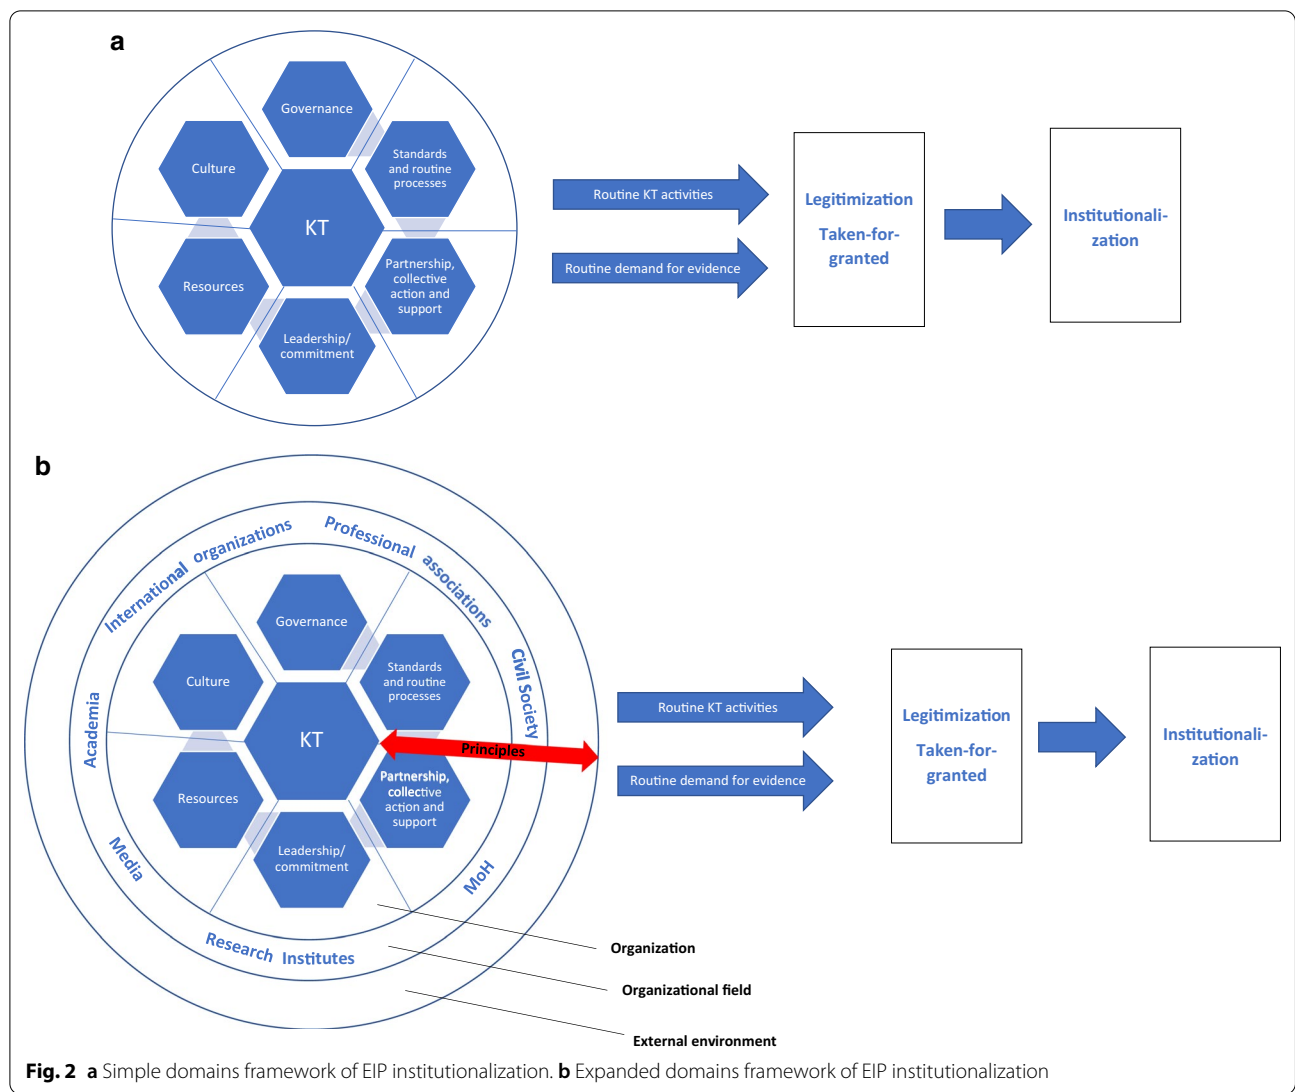 a
Governance
Culture
Standards
and routine
processes
KT
Resources
Partnership,
collective
action and
support
Leadership/
commitment
Routine KT activities
Routine demand for evidence
Legitimization
Taken-for-
granted
Institutionali-
zation
b
International organizations
Professional associations
Civil Society
Academia
Media
Research Institutes
MoH
Governance
Culture
Standards
and routine
processes
KT
Principles
Resources
Partnership,
collective
action and
support
Leadership/
commitment
Organization
Organizational field
External environment
Routine KT activities
Routine demand for evidence
Legitimization
Taken-for-
granted
Institutionali-
zation
Fig. 2 a Simple domains framework of EIP institutionalization. b Expanded domains framework of EIP institutionalization